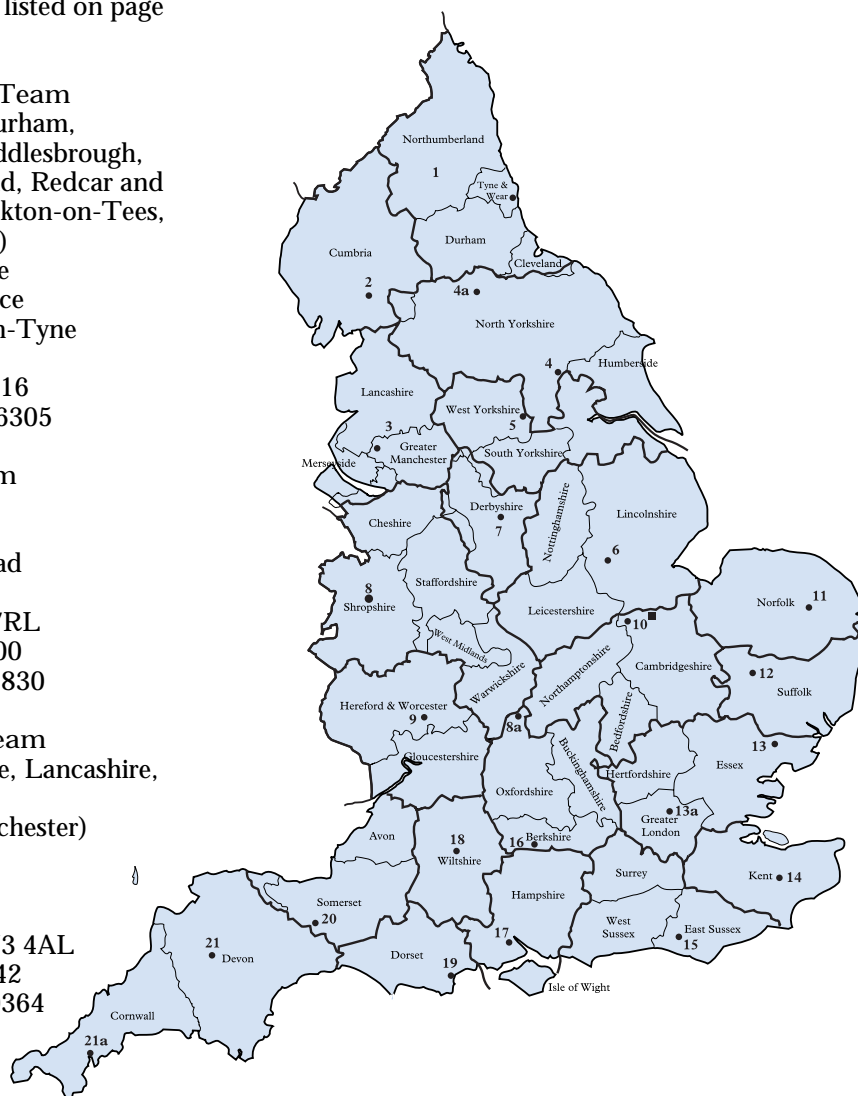 listed on page
Team
urham,
ddlesbrough,
d, Redcar and
ckton-on-Tees,
)
e
ce
n-Tyne
16
6305
m
ad
7RL
00
830
eam
e, Lancashire,
chester)
3 4AL
42
0364
Northumberland
1
Tyne &
Wear
Durham
Cumbria
Cleveland
2
4a
North Yorkshire
4
Humberside
Lancashire
West Yorkshire
3
5
Greater
Manchester
South Yorkshire
Merseyside
Derbyshire
7
Nottinghamshire
Lincolnshire
Cheshire
6
Staffordshire
8
Shropshire
Leicestershire
Norfolk
11
10
West Midlands
Warwickshire
Northamptonshire
Cambridgeshire
12
Suffolk
Hereford & Worcester
9
8a
Bedfordshire
13
Gloucestershire
Buckinghamshire
Hertfordshire
Essex
Oxfordshire
13a
Greater
London
Avon
18
Wiltshire
16
Berkshire
Surrey
Kent
14
Hampshire
Somerset
20
West
Sussex
East Sussex
15
17
21
Devon
Dorset
19
Isle of Wight
Cornwall
21a